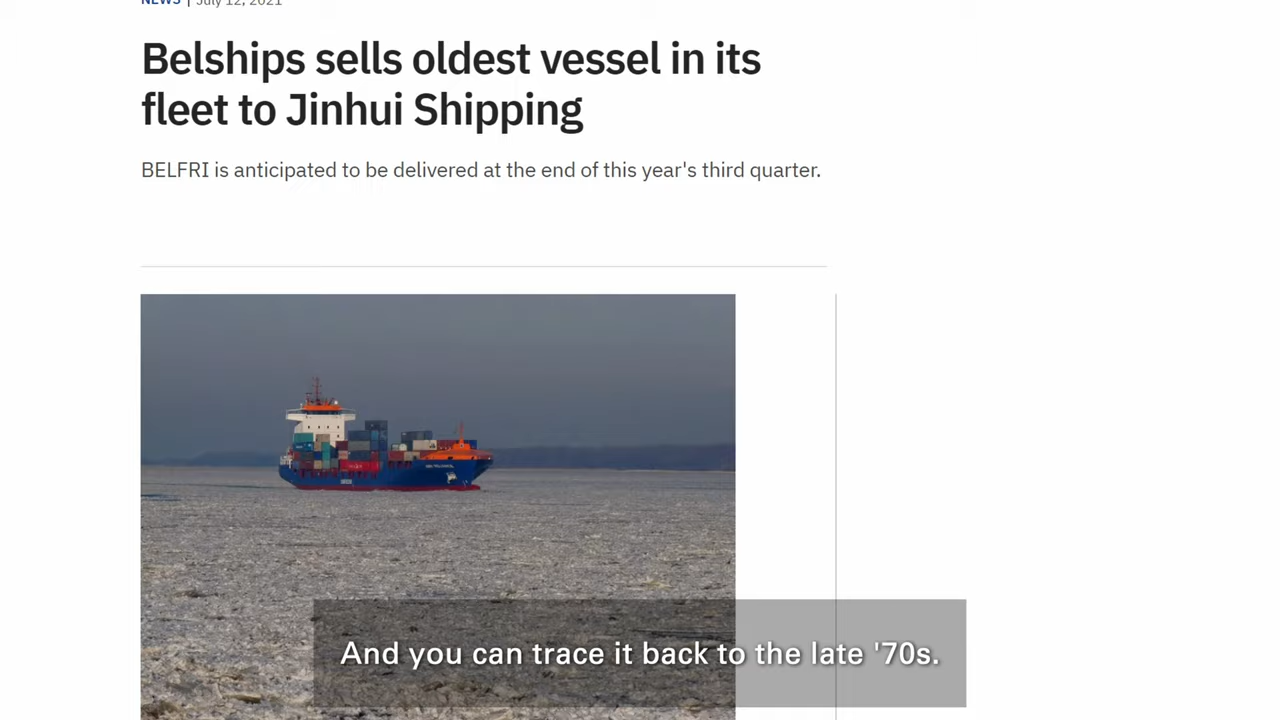 NEWS | July 12, 2021
Belships sells oldest vessel in its
fleet to Jinhui Shipping
BELFRI is anticipated to be delivered at the end of this year's third quarter.
And you can trace it back to the late '70s.